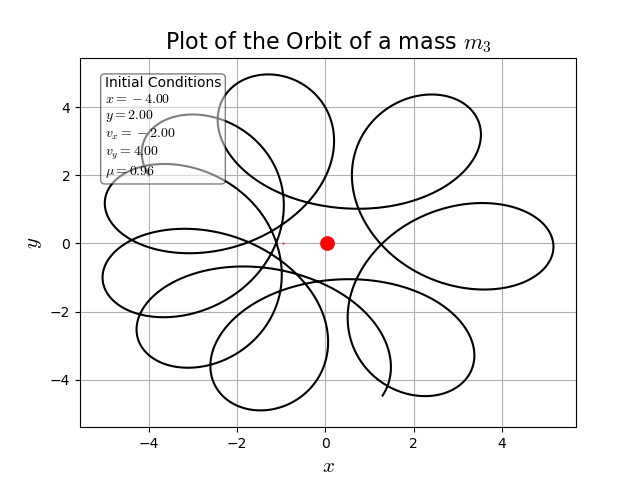 Plot of the Orbit of a mass m₃
Initial Conditions
x = −4.00
y = 2.00
vₓ = −2.00
v_y = 4.00
μ = 0.96
4
2
0
−2
−4
y
−4
−2
0
2
4
x